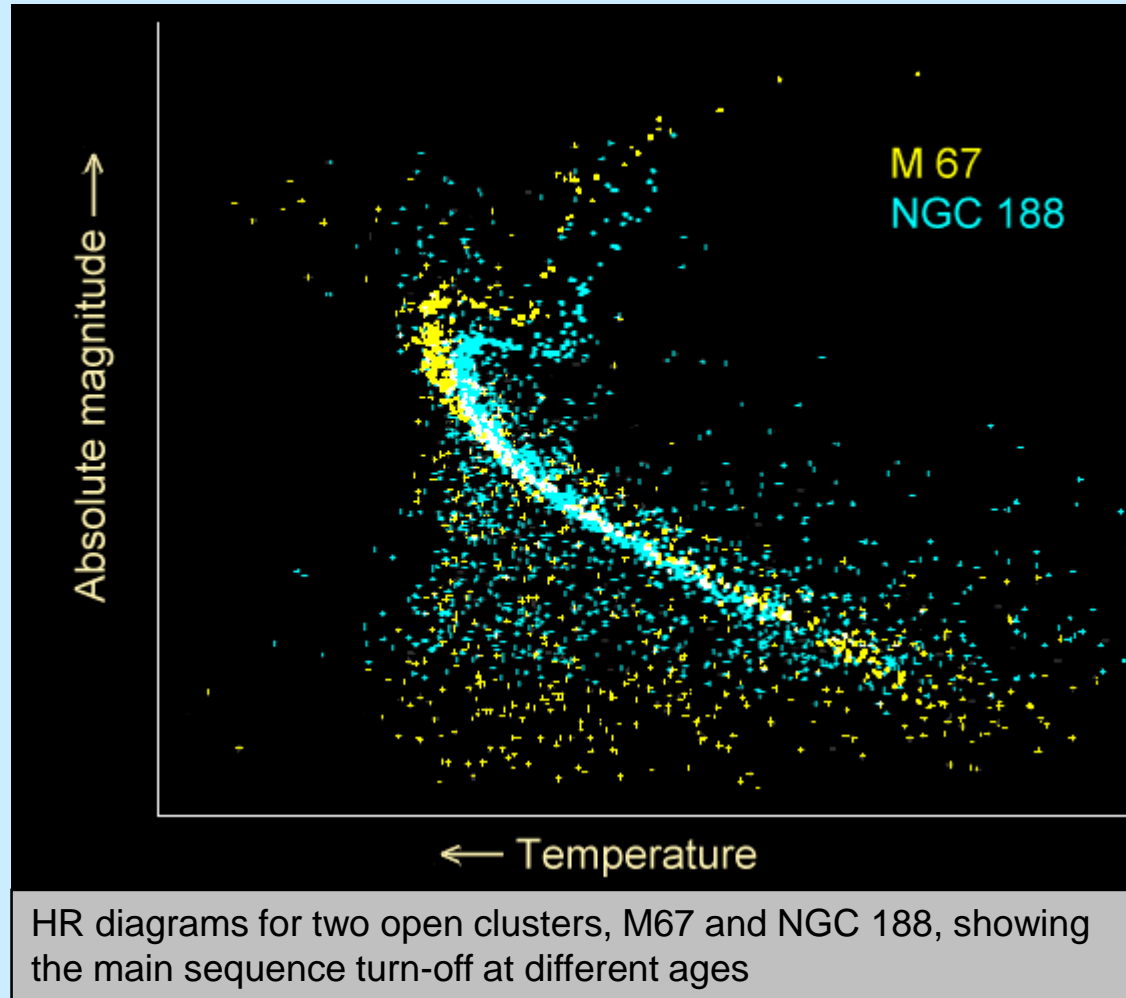 M 67
NGC 188
Absolute magnitude →
← Temperature
HR diagrams for two open clusters, M67 and NGC 188, showing
the main sequence turn-off at different ages